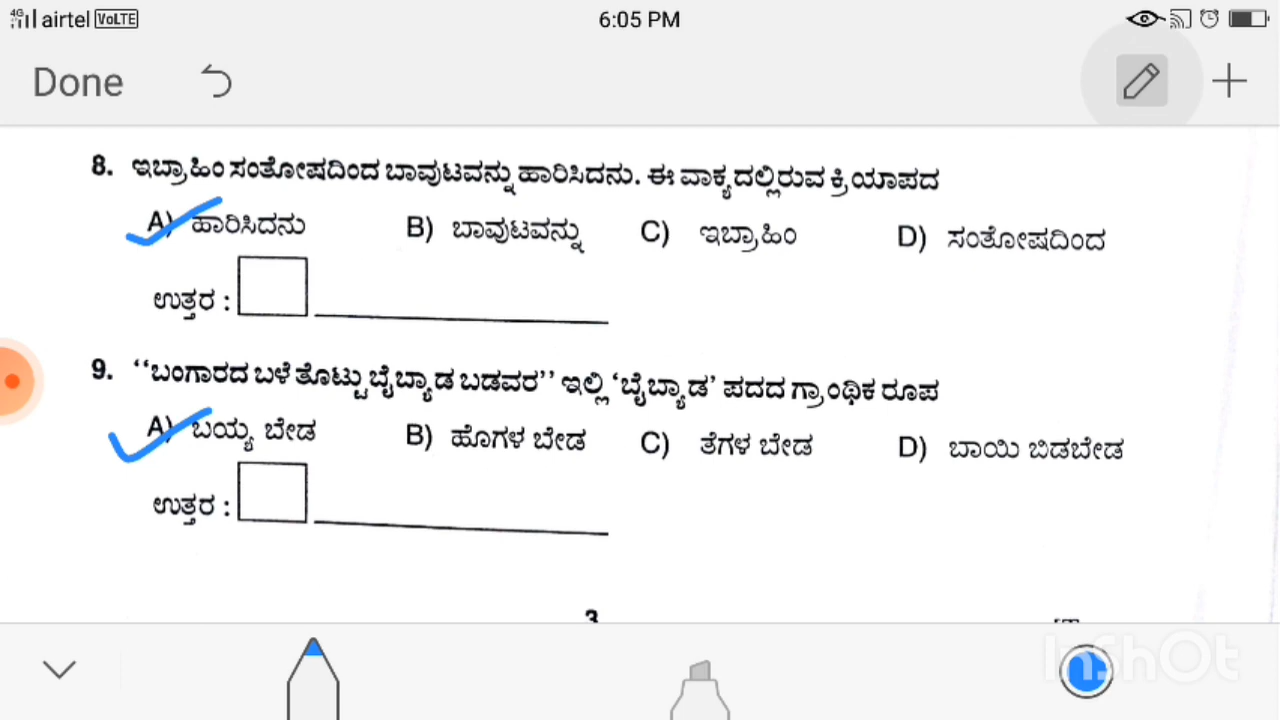 4G airtel VoLTE 6:05 PM
Done
8. ಇಬ್ರಾಹಿಂ ಸಂತೋಷದಿಂದ ಬಾವುಟವನ್ನು ಹಾರಿಸಿದನು. ಈ ವಾಕ್ಯದಲ್ಲಿರುವ ಕ್ರಿಯಾಪದ
A) ಹಾರಿಸಿದನು B) ಬಾವುಟವನ್ನು C) ಇಬ್ರಾಹಿಂ D) ಸಂತೋಷದಿಂದ
ಉತ್ತರ :
9. ‘‘ಬಂಗಾರದ ಬಳೆ ತೊಟ್ಟು ಬೈಬ್ಯಾಡ ಬಡವರ’’ ಇಲ್ಲಿ ‘ಬೈಬ್ಯಾಡ’ ಪದದ ಗ್ರಾಂಥಿಕ ರೂಪ
A) ಬಯ್ಯ ಬೇಡ B) ಹೊಗಳ ಬೇಡ C) ತೆಗಳ ಬೇಡ D) ಬಾಯಿ ಬಿಡಬೇಡ
ಉತ್ತರ :
3
InShOt